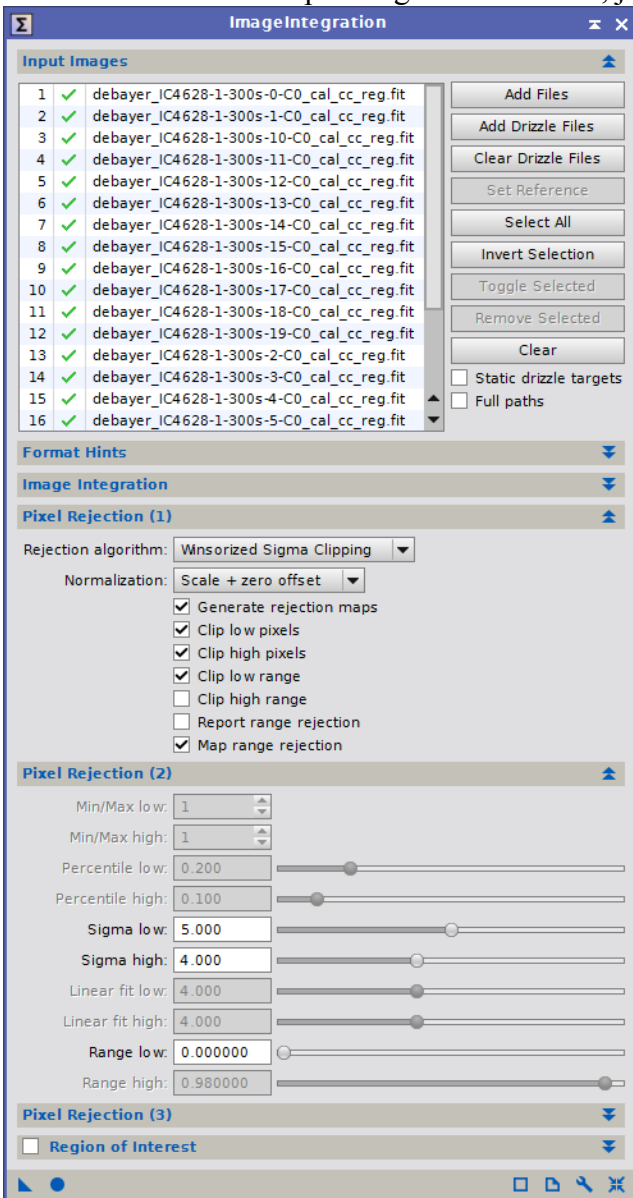 ImageIntegration
Input Images
1 debayer_IC4628-1-300s-0-C0_cal_cc_reg.fit
2 debayer_IC4628-1-300s-1-C0_cal_cc_reg.fit
3 debayer_IC4628-1-300s-10-C0_cal_cc_reg.fit
4 debayer_IC4628-1-300s-11-C0_cal_cc_reg.fit
5 debayer_IC4628-1-300s-12-C0_cal_cc_reg.fit
6 debayer_IC4628-1-300s-13-C0_cal_cc_reg.fit
7 debayer_IC4628-1-300s-14-C0_cal_cc_reg.fit
8 debayer_IC4628-1-300s-15-C0_cal_cc_reg.fit
9 debayer_IC4628-1-300s-16-C0_cal_cc_reg.fit
10 debayer_IC4628-1-300s-17-C0_cal_cc_reg.fit
11 debayer_IC4628-1-300s-18-C0_cal_cc_reg.fit
12 debayer_IC4628-1-300s-19-C0_cal_cc_reg.fit
13 debayer_IC4628-1-300s-2-C0_cal_cc_reg.fit
14 debayer_IC4628-1-300s-3-C0_cal_cc_reg.fit
15 debayer_IC4628-1-300s-4-C0_cal_cc_reg.fit
16 debayer_IC4628-1-300s-5-C0_cal_cc_reg.fit
Add Files
Add Drizzle Files
Clear Drizzle Files
Set Reference
Select All
Invert Selection
Toggle Selected
Remove Selected
Clear
Static drizzle targets
Full paths
Format Hints
Image Integration
Pixel Rejection (1)
Rejection algorithm: Winsorized Sigma Clipping
Normalization: Scale + zero offset
Generate rejection maps
Clip low pixels
Clip high pixels
Clip low range
Clip high range
Report range rejection
Map range rejection
Pixel Rejection (2)
Min/Max low: 1
Min/Max high: 1
Percentile low: 0.200
Percentile high: 0.100
Sigma low: 5.000
Sigma high: 4.000
Linear fit low: 4.000
Linear fit high: 4.000
Range low: 0.000000
Range high: 0.980000
Pixel Rejection (3)
Region of Interest